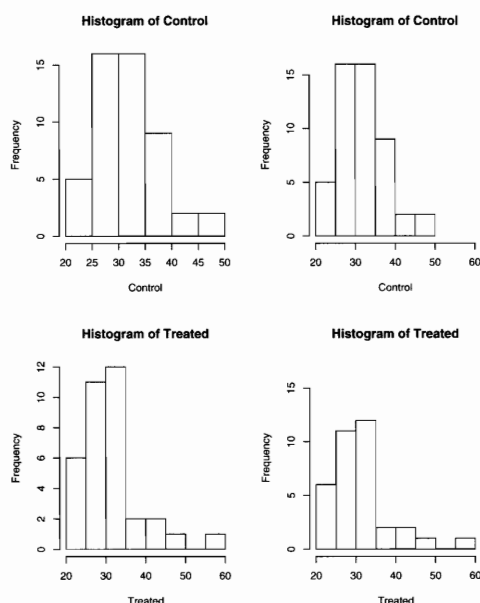 Histogram of Control
Frequency
0 5 10 15
20 25 30 35 40 45 50
Control
Histogram of Control
Frequency
0 5 10 15
20 30 40 50 60
Control
Histogram of Treated
Frequency
0 2 4 6 8 10 12
20 30 40 50 60
Treated
Histogram of Treated
Frequency
0 5 10 15
20 30 40 50 60
Treated